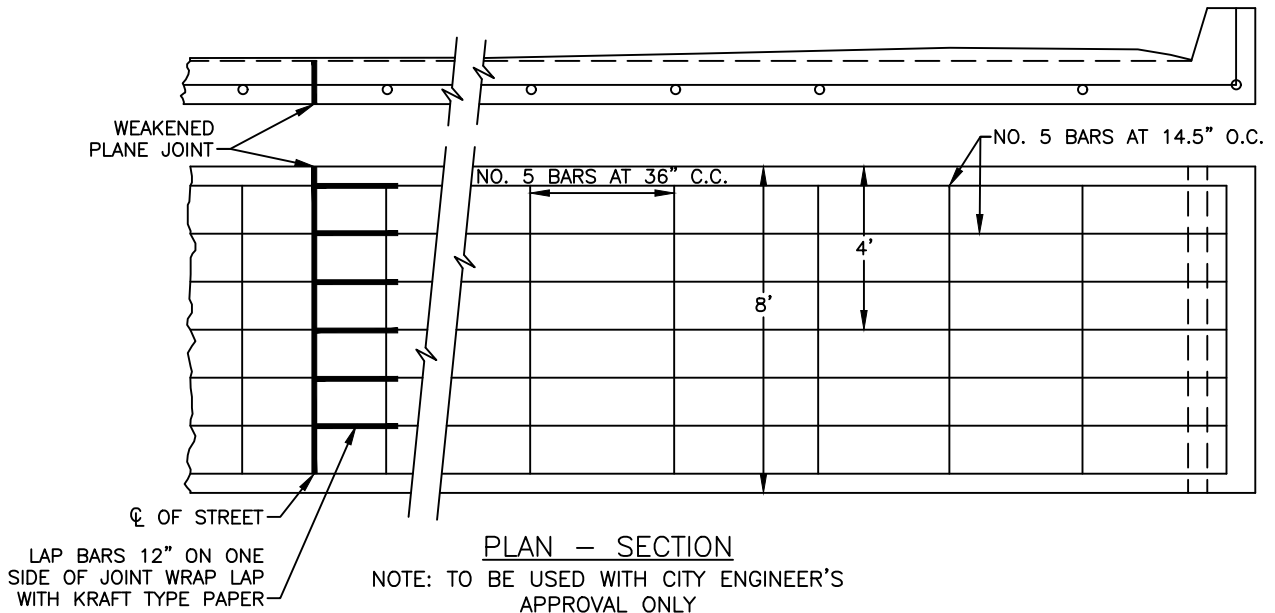 WEAKENED
PLANE JOINT
NO. 5 BARS AT 14.5" O.C.
NO. 5 BARS AT 36" C.C.
4'
8'
℄ OF STREET
LAP BARS 12" ON ONE
SIDE OF JOINT WRAP LAP
WITH KRAFT TYPE PAPER
PLAN – SECTION
NOTE: TO BE USED WITH CITY ENGINEER'S
APPROVAL ONLY